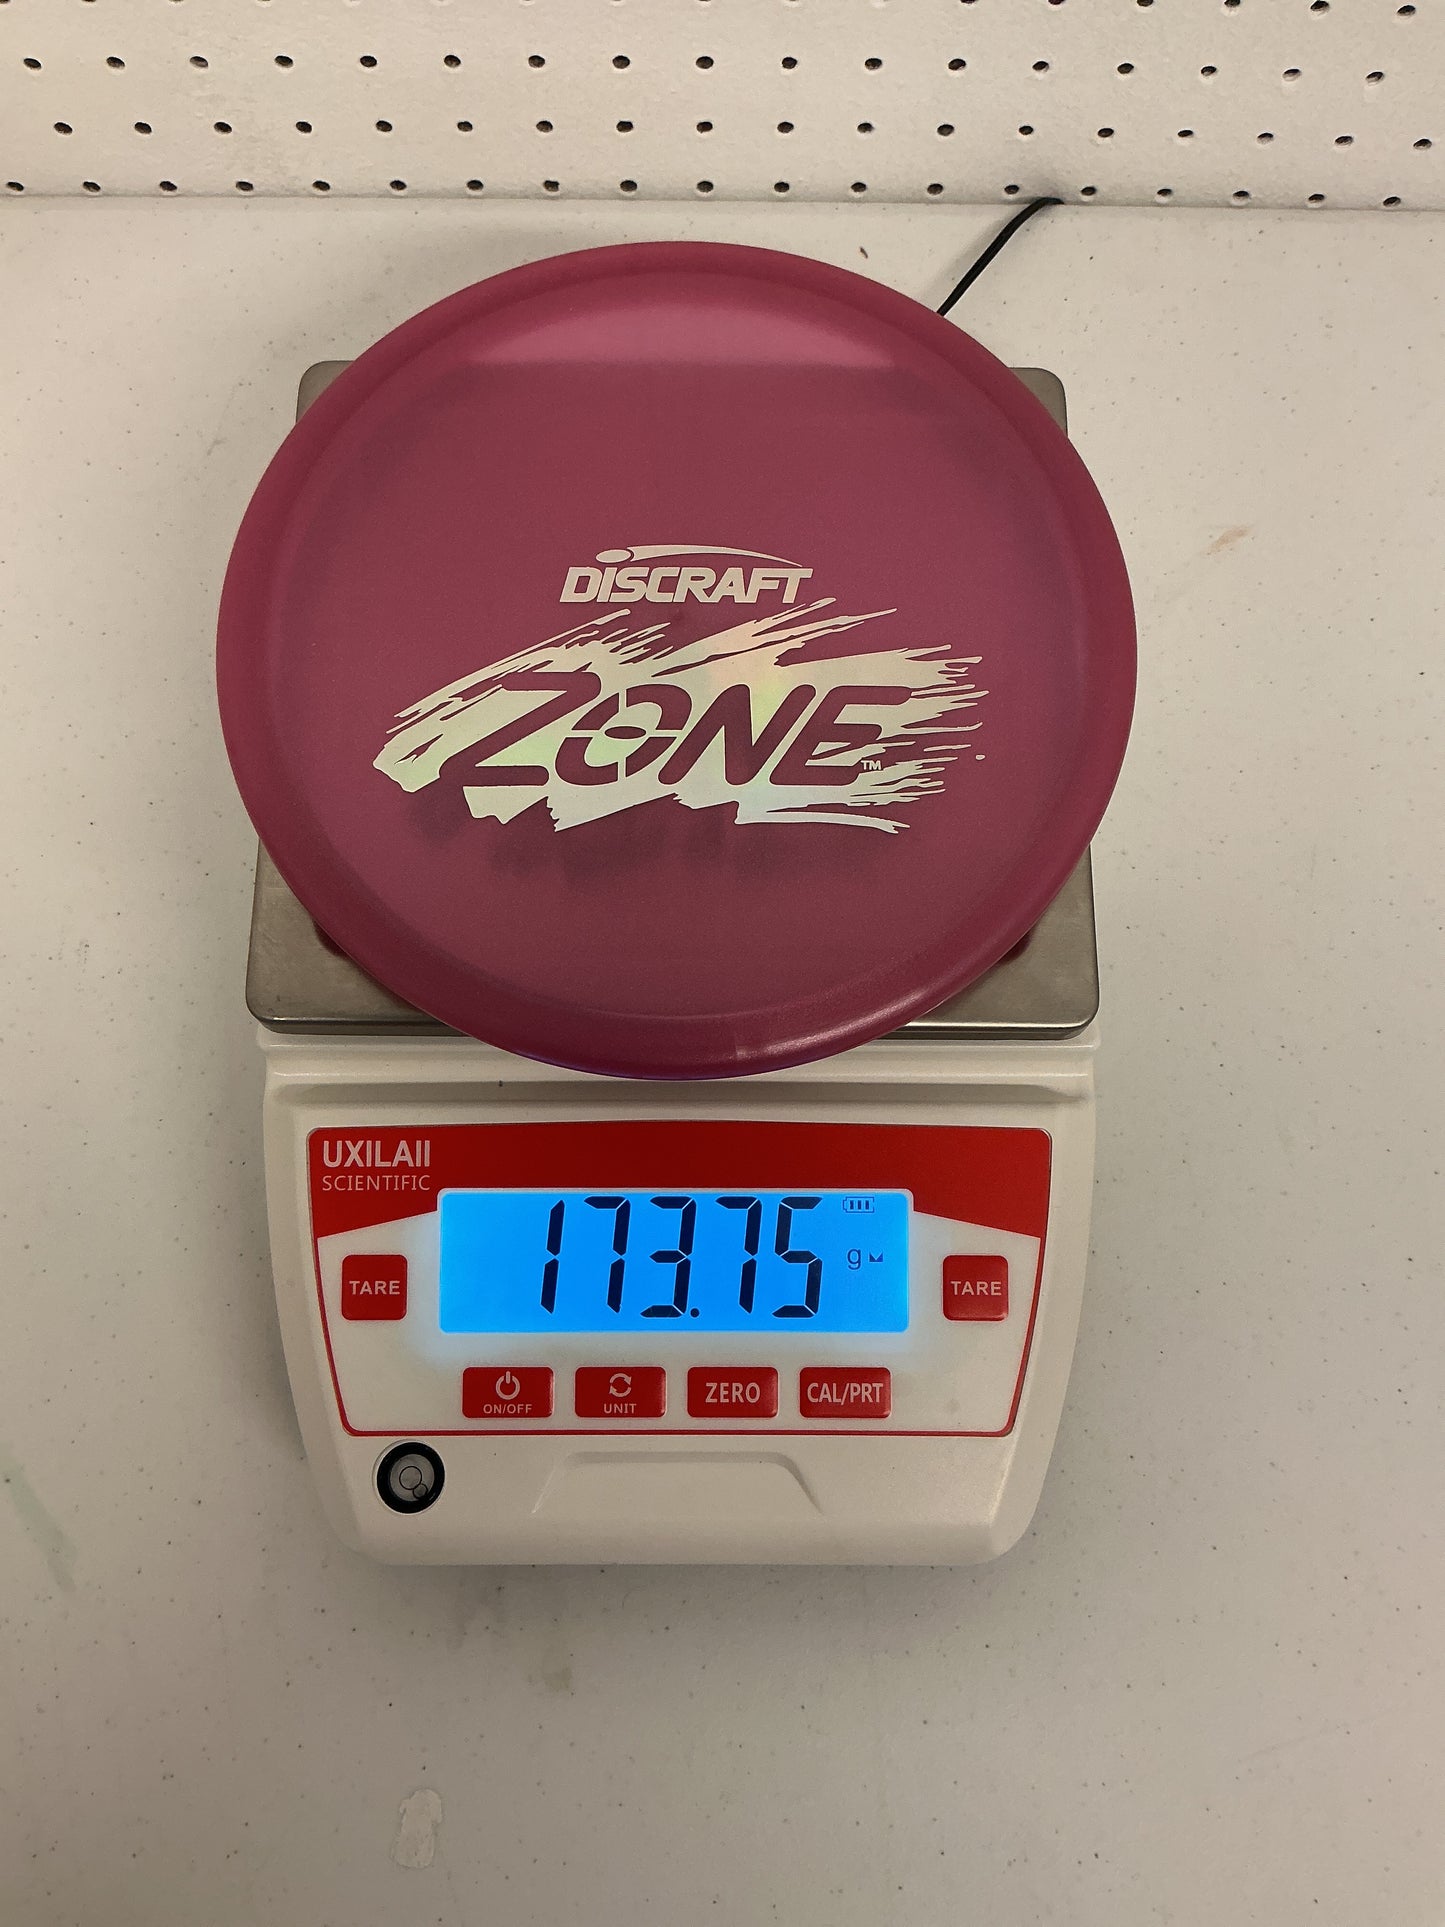 DISCRAFT
ZONE™
UXILAII
SCIENTIFIC
173.75 g
TARE
TARE
ON/OFF
UNIT
ZERO
CAL/PRT